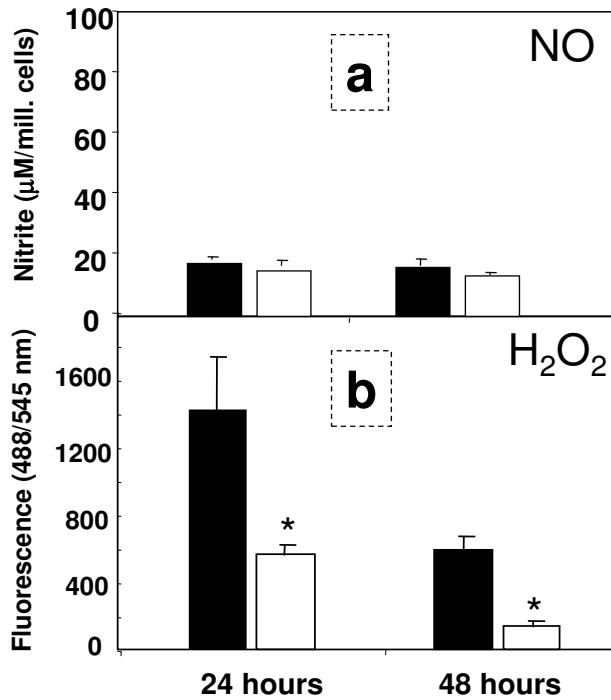 100
NO
a
80
60
40
20
0
Nitrite (μM/mill. cells)
H₂O₂
b
1600
1200
800
400
0
Fluorescence (488/545 nm)
*
*
24 hours
48 hours